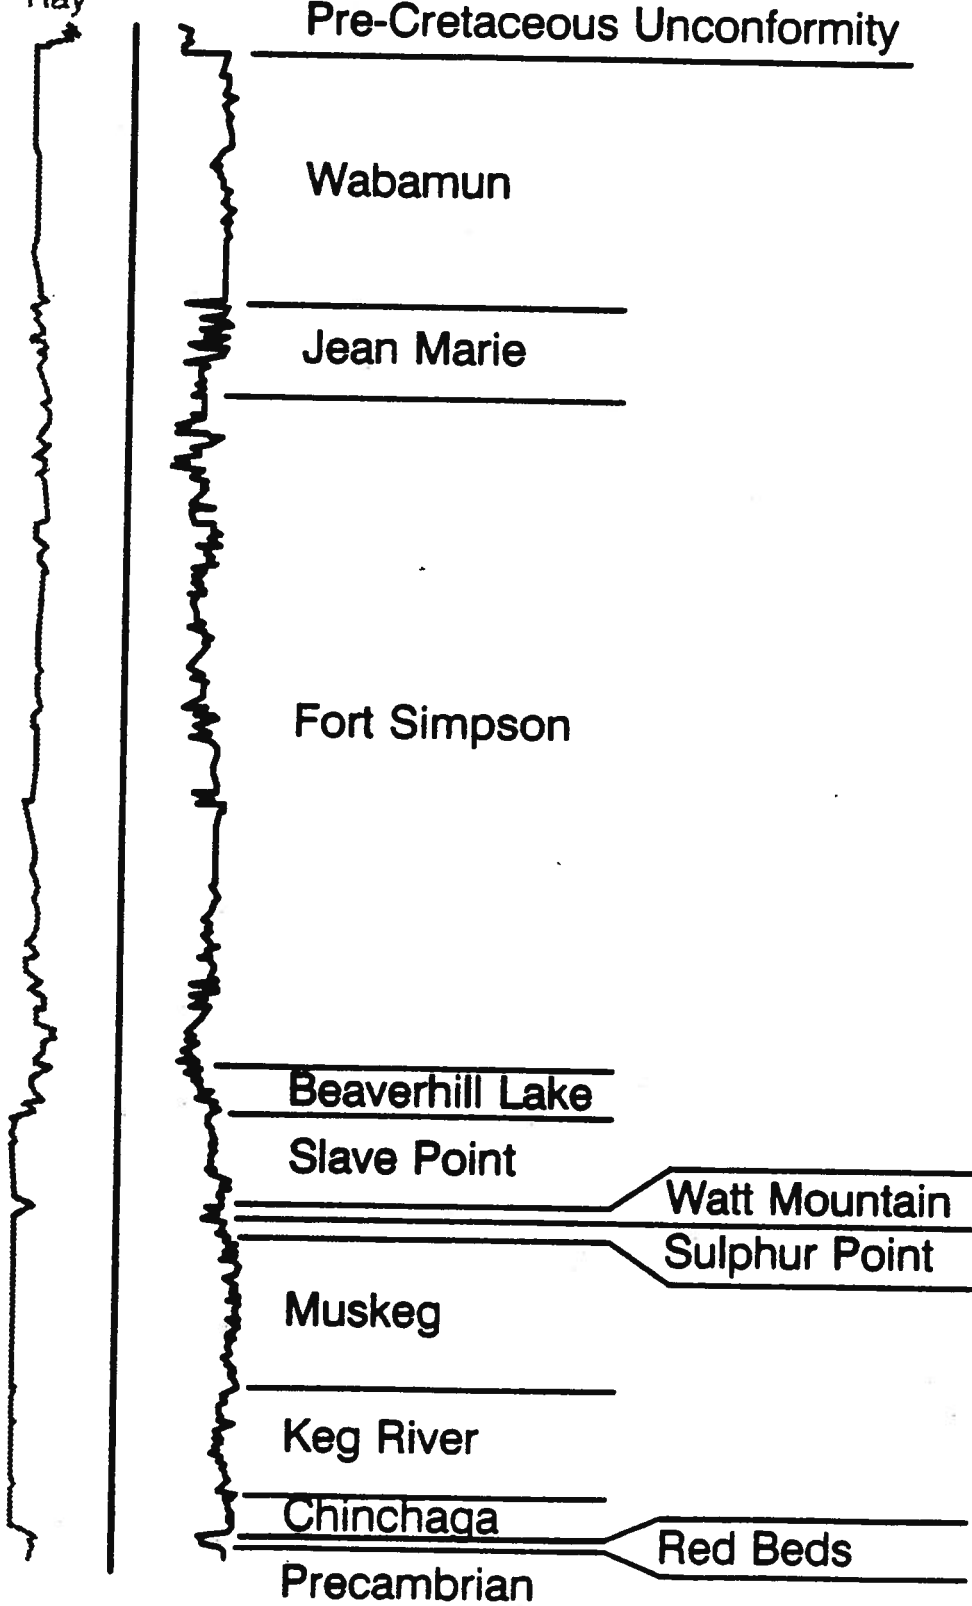 Ray
Pre-Cretaceous Unconformity
Wabamun
Jean Marie
Fort Simpson
Beaverhill Lake
Slave Point
Watt Mountain
Sulphur Point
Muskeg
Keg River
Chinchaga
Red Beds
Precambrian